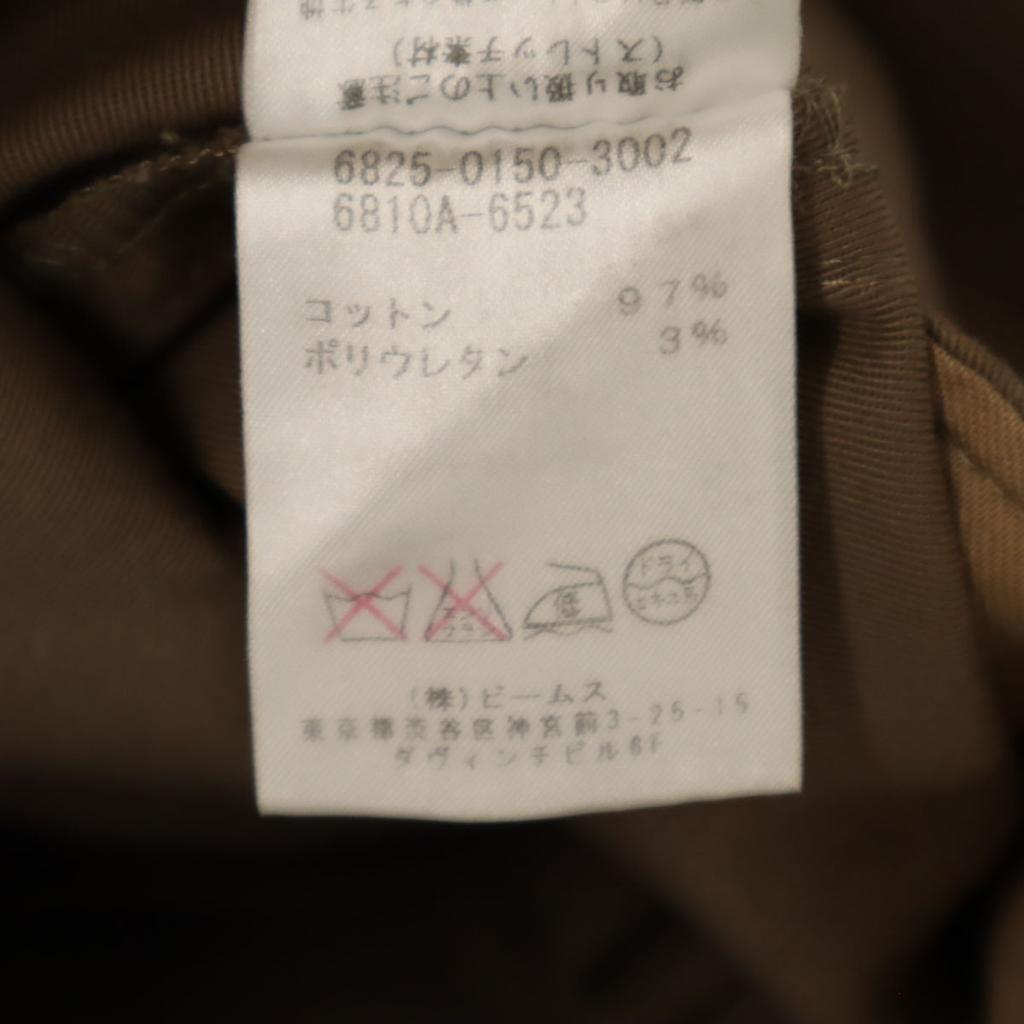 (ストレッチ素材)
お取り扱い上のご注意
6825-0150-3002
6810A-6523
コットン 97%
ポリウレタン 3%
低
ドライ
(株)ビームス
東京都渋谷区神宮前3-25-15
ダヴィンチビル6F